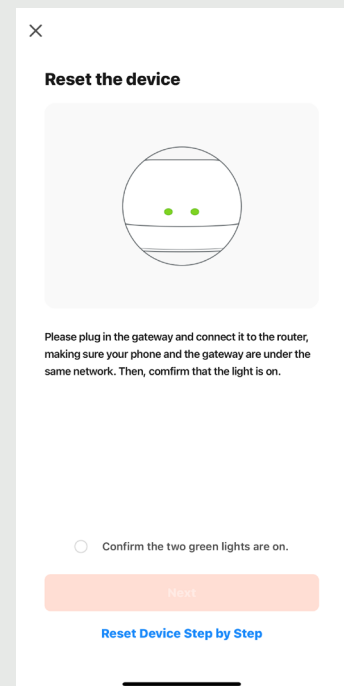 Reset the device
Please plug in the gateway and connect it to the router,
making sure your phone and the gateway are under the
same network. Then, comfirm that the light is on.
Confirm the two green lights are on.
Next
Reset Device Step by Step